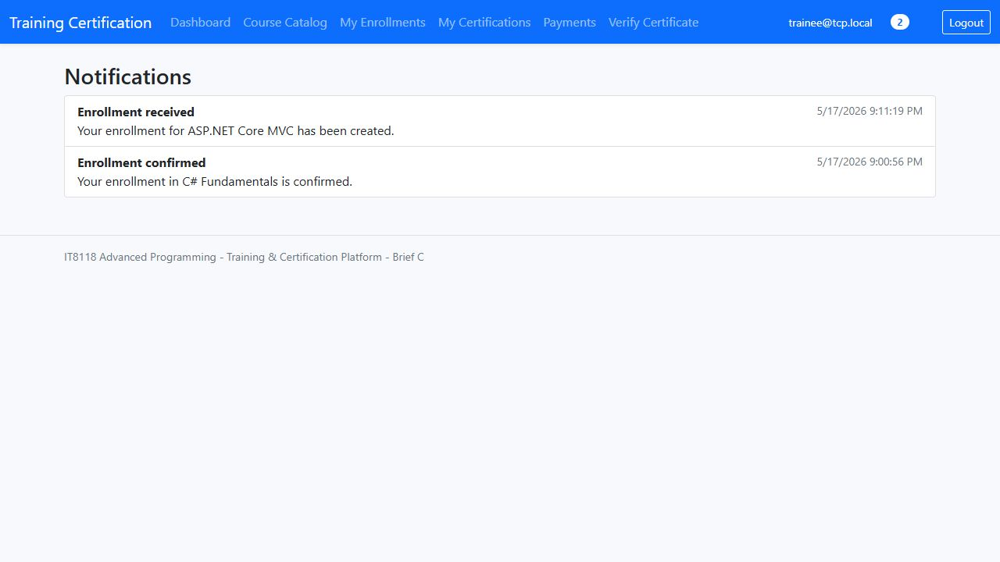 Training Certification Dashboard Course Catalog My Enrollments My Certifications Payments Verify Certificate trainee@tcp.local 2 Logout
Notifications
Enrollment received 5/17/2026 9:11:19 PM
Your enrollment for ASP.NET Core MVC has been created.
Enrollment confirmed 5/17/2026 9:00:56 PM
Your enrollment in C# Fundamentals is confirmed.
IT8118 Advanced Programming - Training & Certification Platform - Brief C